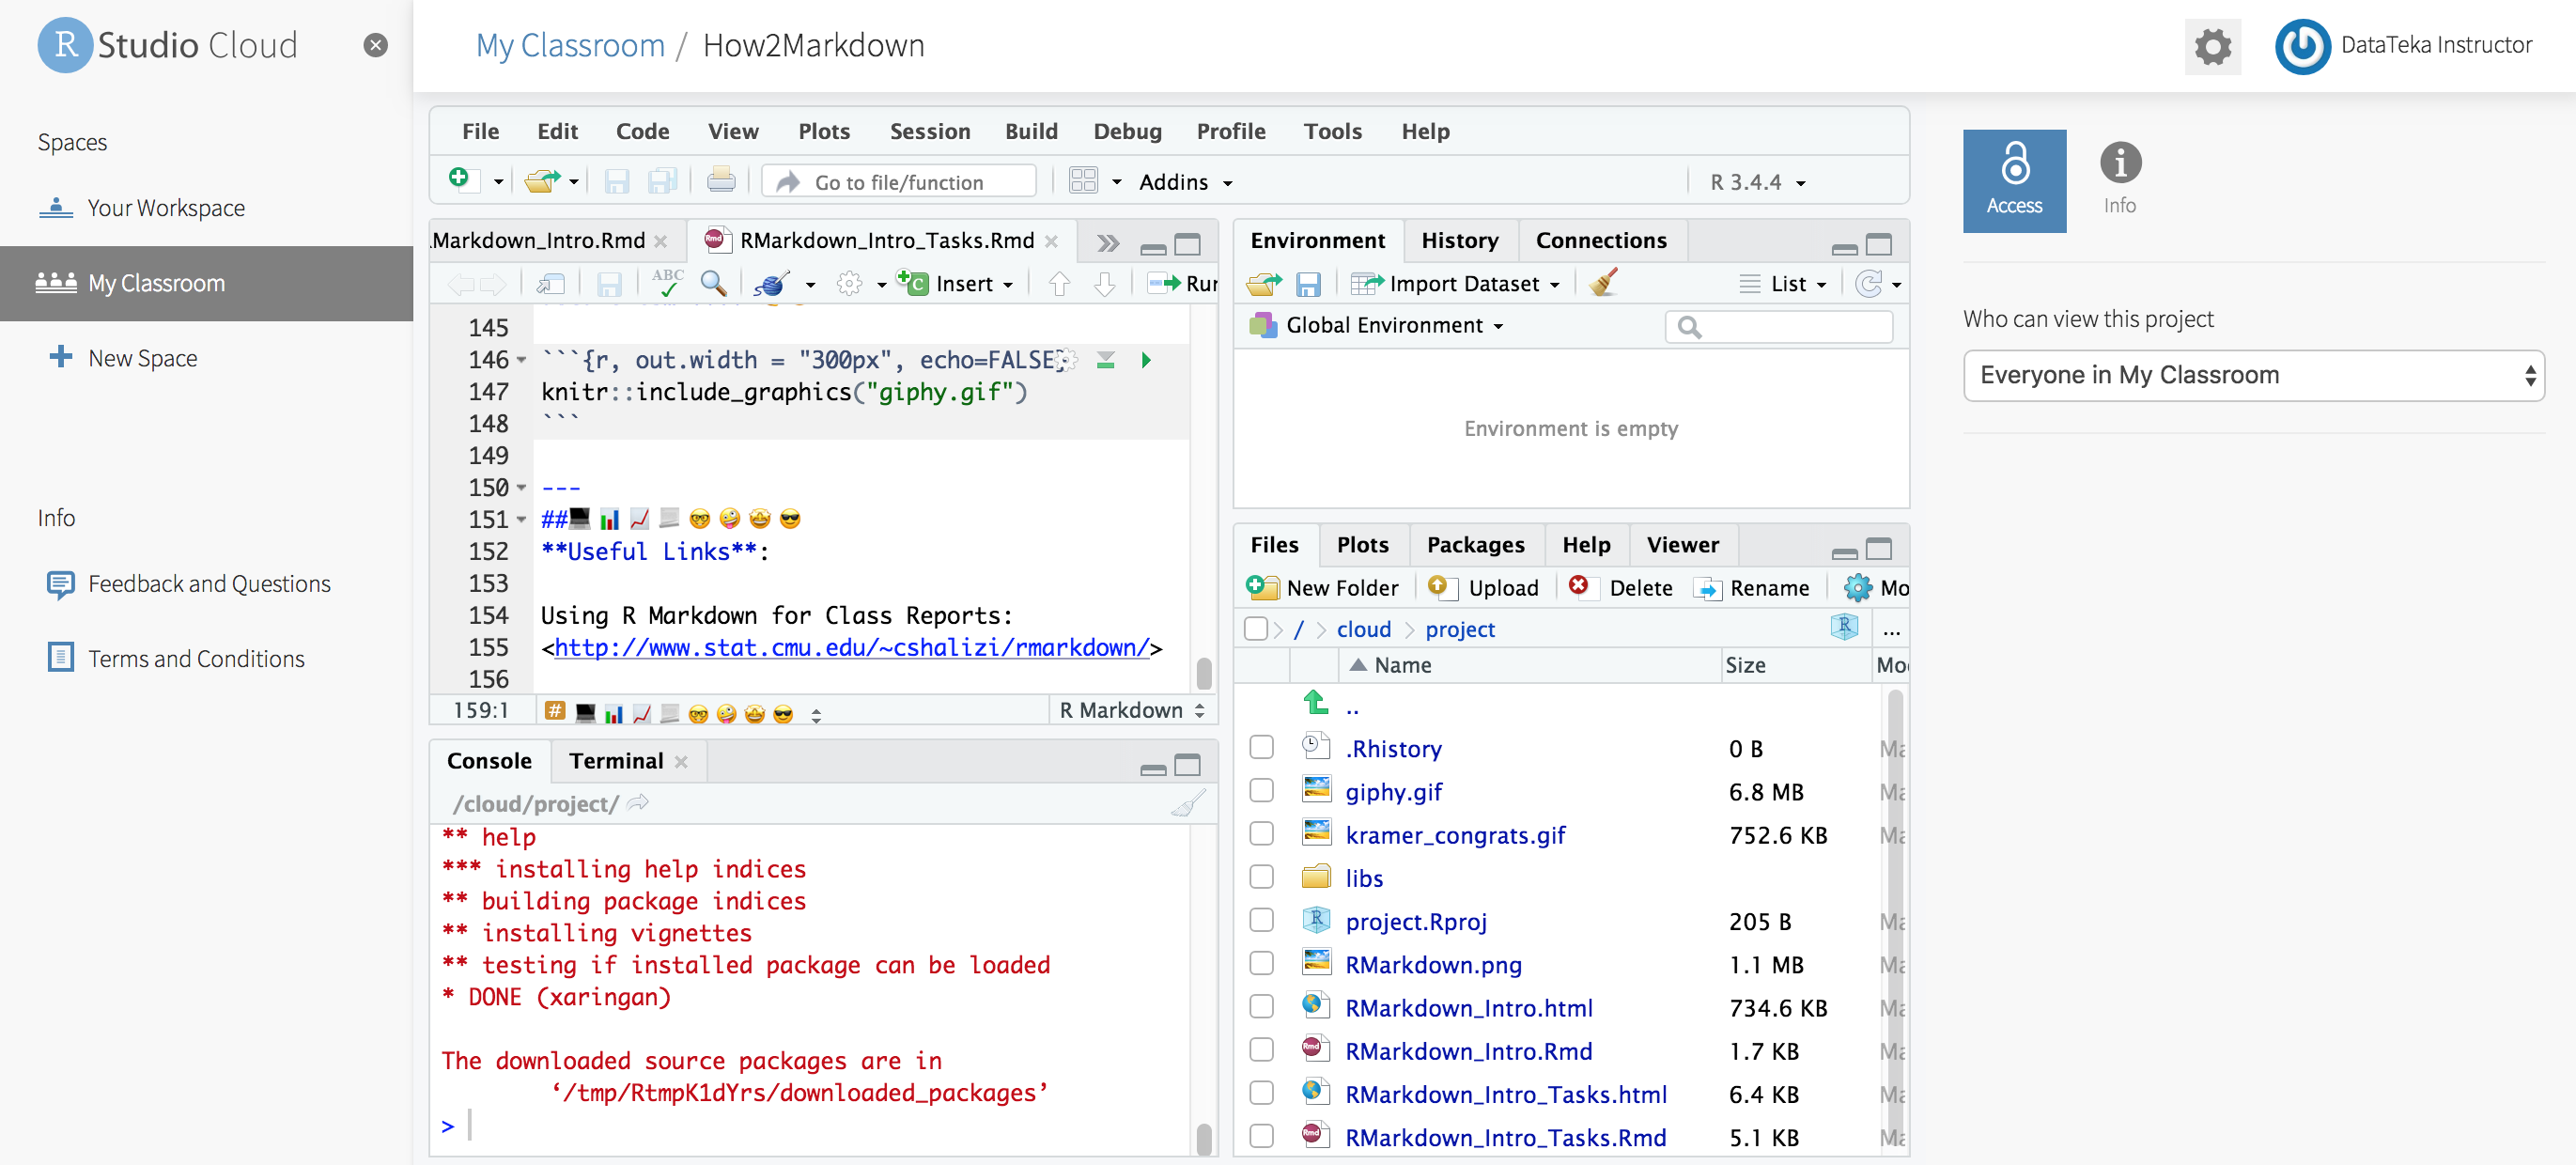 R Studio Cloud
My Classroom / How2Markdown
DataTeka Instructor
Spaces
Your Workspace
My Classroom
New Space
Info
Feedback and Questions
Terms and Conditions
File Edit Code View Plots Session Build Debug Profile Tools Help
Go to file/function
Addins
R 3.4.4
Markdown_Intro.Rmd
RMarkdown_Intro_Tasks.Rmd
ABC
Insert
Run
145
146 ```{r, out.width = "300px", echo=FALSE}
147 knitr::include_graphics("giphy.gif")
148 ```
149
150 ---
151 ##💻 📊 📈 📃 🤓 🤪 🤩 😎
152 **Useful Links**:
153
154 Using R Markdown for Class Reports:
155 <http://www.stat.cmu.edu/~cshalizi/rmarkdown/>
156
159:1 # 💻 📊 📈 📃 🤓 🤪 🤩 😎 R Markdown
Console Terminal
/cloud/project/
** help
*** installing help indices
** building package indices
** installing vignettes
** testing if installed package can be loaded
* DONE (xaringan)
The downloaded source packages are in
‘/tmp/RtmpK1dYrs/downloaded_packages’
>
Environment History Connections
Import Dataset List
Global Environment
Environment is empty
Files Plots Packages Help Viewer
New Folder Upload Delete Rename Mo
/ cloud project ...
Name Size Mo
..
.Rhistory 0 B Ma
giphy.gif 6.8 MB Ma
kramer_congrats.gif 752.6 KB Ma
libs
project.Rproj 205 B Ma
RMarkdown.png 1.1 MB Ma
RMarkdown_Intro.html 734.6 KB Ma
RMarkdown_Intro.Rmd 1.7 KB Ma
RMarkdown_Intro_Tasks.html 6.4 KB Ma
RMarkdown_Intro_Tasks.Rmd 5.1 KB Ma
Access
Info
Who can view this project
Everyone in My Classroom